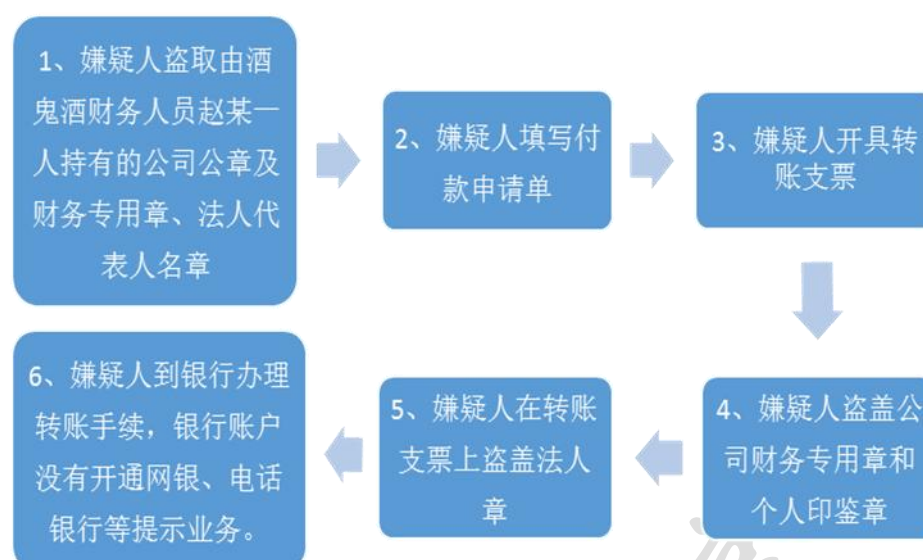 1、嫌疑人盗取由酒
鬼酒财务人员赵某一
人持有的公司公章及
财务专用章、法人代
表人名章
2、嫌疑人填写付
款申请单
3、嫌疑人开具转
账支票
4、嫌疑人盗盖公
司财务专用章和
个人印鉴章
5、嫌疑人在转账
支票上盗盖法人
章
6、嫌疑人到银行办理
转账手续，银行账户
没有开通网银、电话
银行等提示业务。